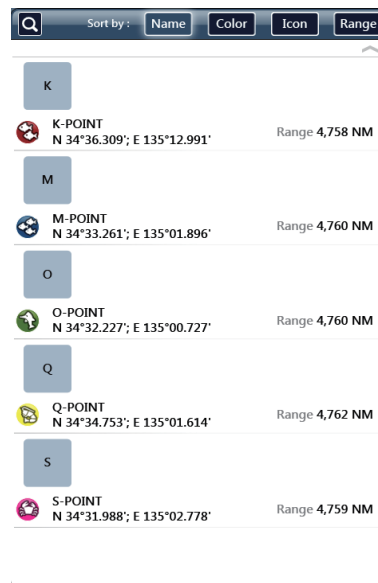 Sort by : Name Color Icon Range
K
K-POINT
N 34°36.309'; E 135°12.991' Range 4,758 NM
M
M-POINT
N 34°33.261'; E 135°01.896' Range 4,760 NM
O
O-POINT
N 34°32.227'; E 135°00.727' Range 4,760 NM
Q
Q-POINT
N 34°34.753'; E 135°01.614' Range 4,762 NM
S
S-POINT
N 34°31.988'; E 135°02.778' Range 4,759 NM